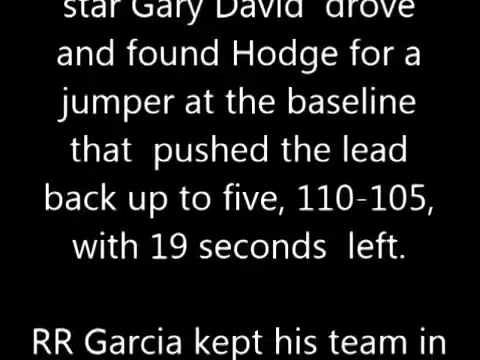 star Gary David drove
and found Hodge for a
jumper at the baseline
that pushed the lead
back up to five, 110-105,
with 19 seconds left.
RR Garcia kept his team in